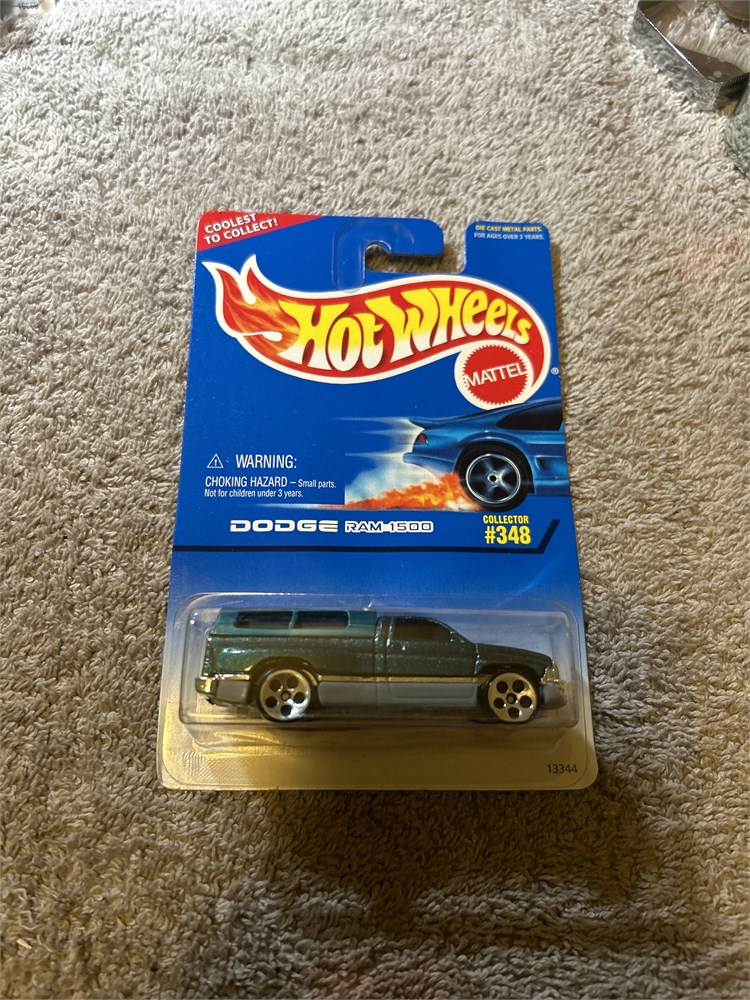 COOLEST
TO COLLECT!
DIE CAST METAL PARTS.
FOR AGES OVER 3 YEARS.
HOT WHEELS
®
MATTEL
⚠ WARNING:
CHOKING HAZARD – Small parts.
Not for children under 3 years.
DODGE RAM 1500
COLLECTOR
#348
13344